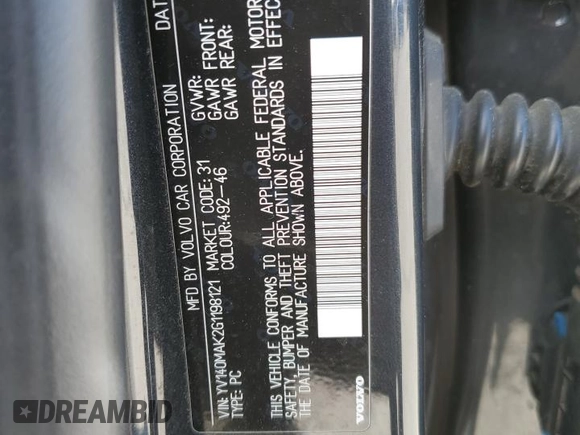 MFD BY VOLVO CAR CORPORATION
DAT
GVWR:
GAWR FRONT:
GAWR REAR:
VIN: YV140MAK2G1198121 MARKET CODE: 31
TYPE: PC COLOUR:492-46
THIS VEHICLE CONFORMS TO ALL APPLICABLE FEDERAL MOTOR
SAFETY, BUMPER AND THEFT PREVENTION STANDARDS IN EFFEC
THE DATE OF MANUFACTURE SHOWN ABOVE.
VOLVO
DREAMBID